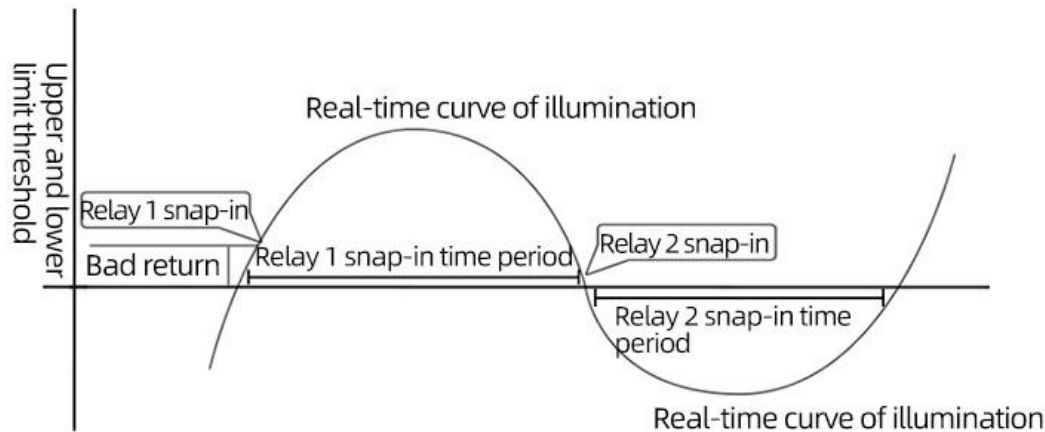 Upper and lower
limit threshold
Real-time curve of illumination
Relay 1 snap-in
Bad return
Relay 1 snap-in time period
Relay 2 snap-in
Relay 2 snap-in time
period
Real-time curve of illumination